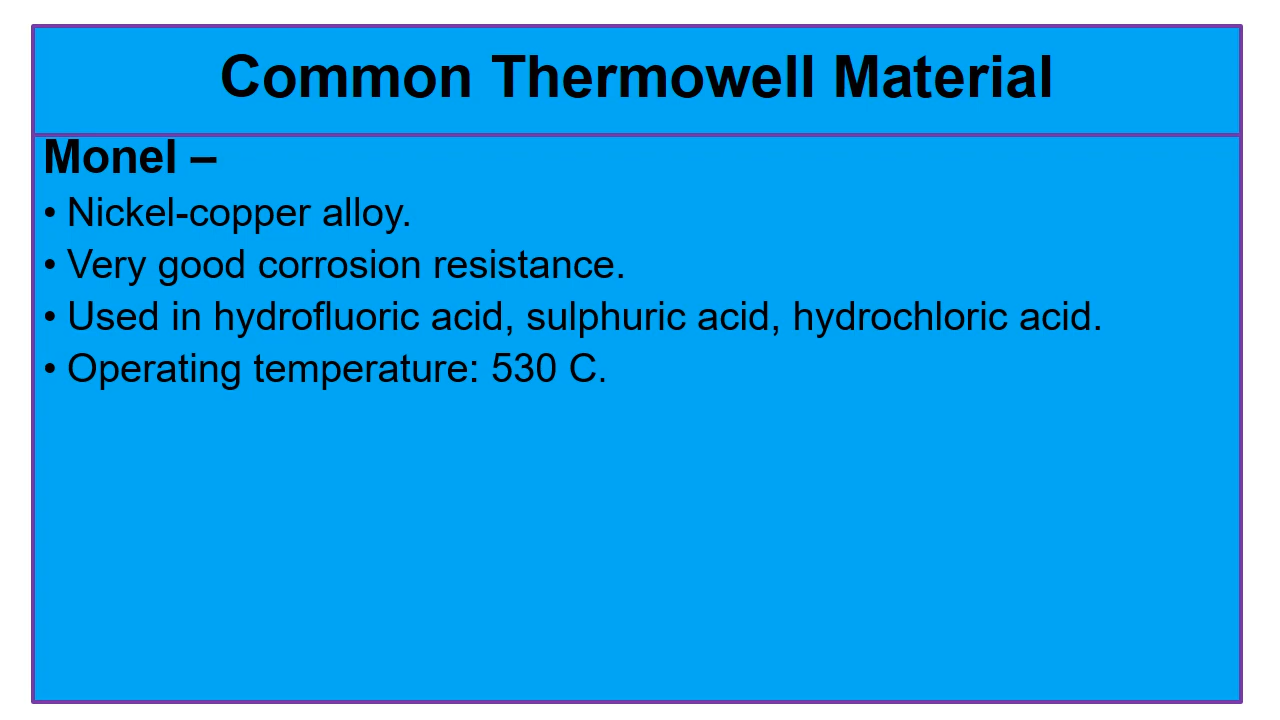 Common Thermowell Material
Monel –
• Nickel-copper alloy.
• Very good corrosion resistance.
• Used in hydrofluoric acid, sulphuric acid, hydrochloric acid.
• Operating temperature: 530 C.